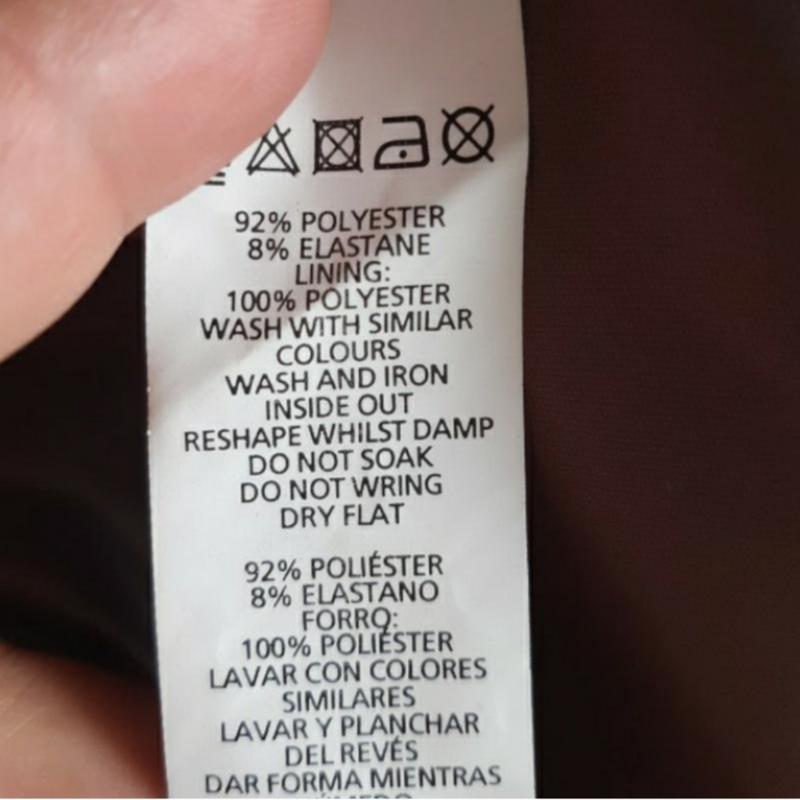 92% POLYESTER
8% ELASTANE
LINING:
100% POLYESTER
WASH WITH SIMILAR
COLOURS
WASH AND IRON
INSIDE OUT
RESHAPE WHILST DAMP
DO NOT SOAK
DO NOT WRING
DRY FLAT
92% POLIÉSTER
8% ELASTANO
FORRO:
100% POLIÉSTER
LAVAR CON COLORES
SIMILARES
LAVAR Y PLANCHAR
DEL REVÉS
DAR FORMA MIENTRAS